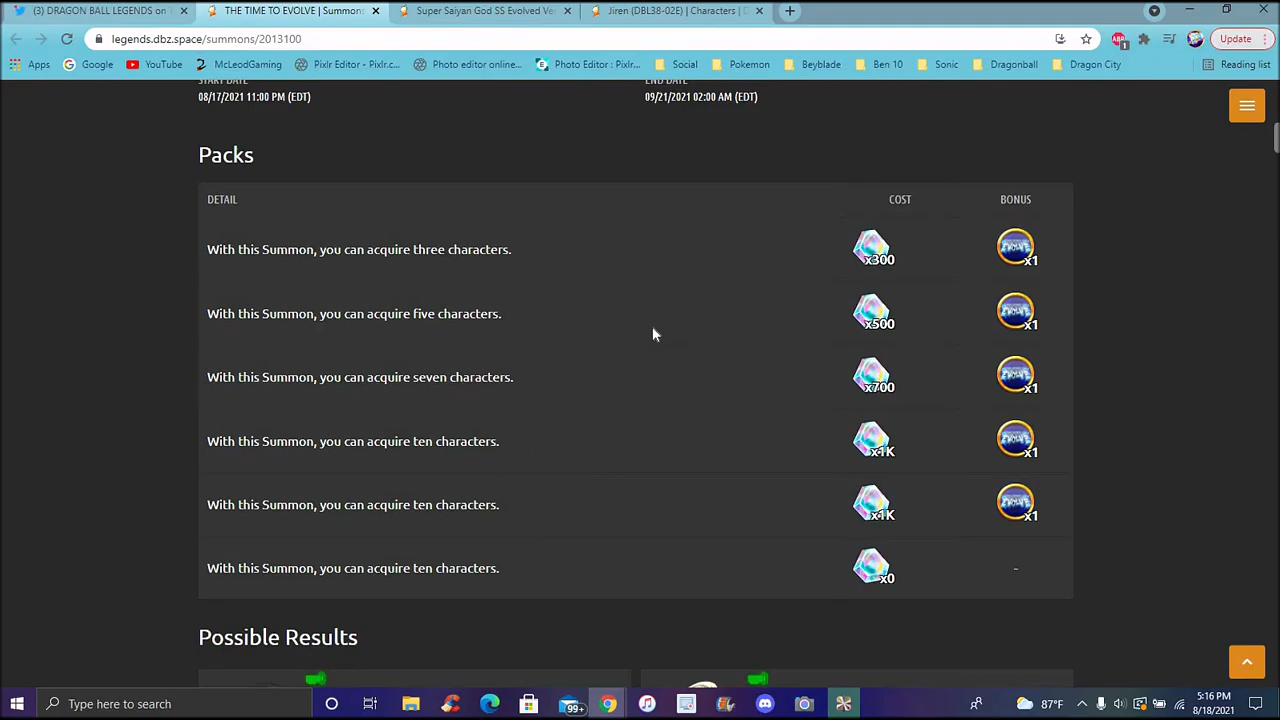 (3) DRAGON BALL LEGENDS on
THE TIME TO EVOLVE | Summons
Super Saiyan God SS Evolved Ve
Jiren (DBL38-02E) | Characters | D
legends.dbz.space/summons/2013100
1
Update
Apps
Google
YouTube
McLeodGaming
Pixlr Editor - Pixlr.c...
Photo editor online...
Photo Editor : Pixlr...
Social
Pokemon
Beyblade
Ben 10
Sonic
Dragonball
Dragon City
Reading list
START DATE
END DATE
08/17/2021 11:00 PM (EDT)
09/21/2021 02:00 AM (EDT)
Packs
DETAIL
COST
BONUS
With this Summon, you can acquire three characters.
x300
x1
With this Summon, you can acquire five characters.
x500
x1
With this Summon, you can acquire seven characters.
x700
x1
With this Summon, you can acquire ten characters.
x1K
x1
With this Summon, you can acquire ten characters.
x1K
x1
With this Summon, you can acquire ten characters.
x0
-
Possible Results
Type here to search
99+
87°F
5:16 PM
8/18/2021